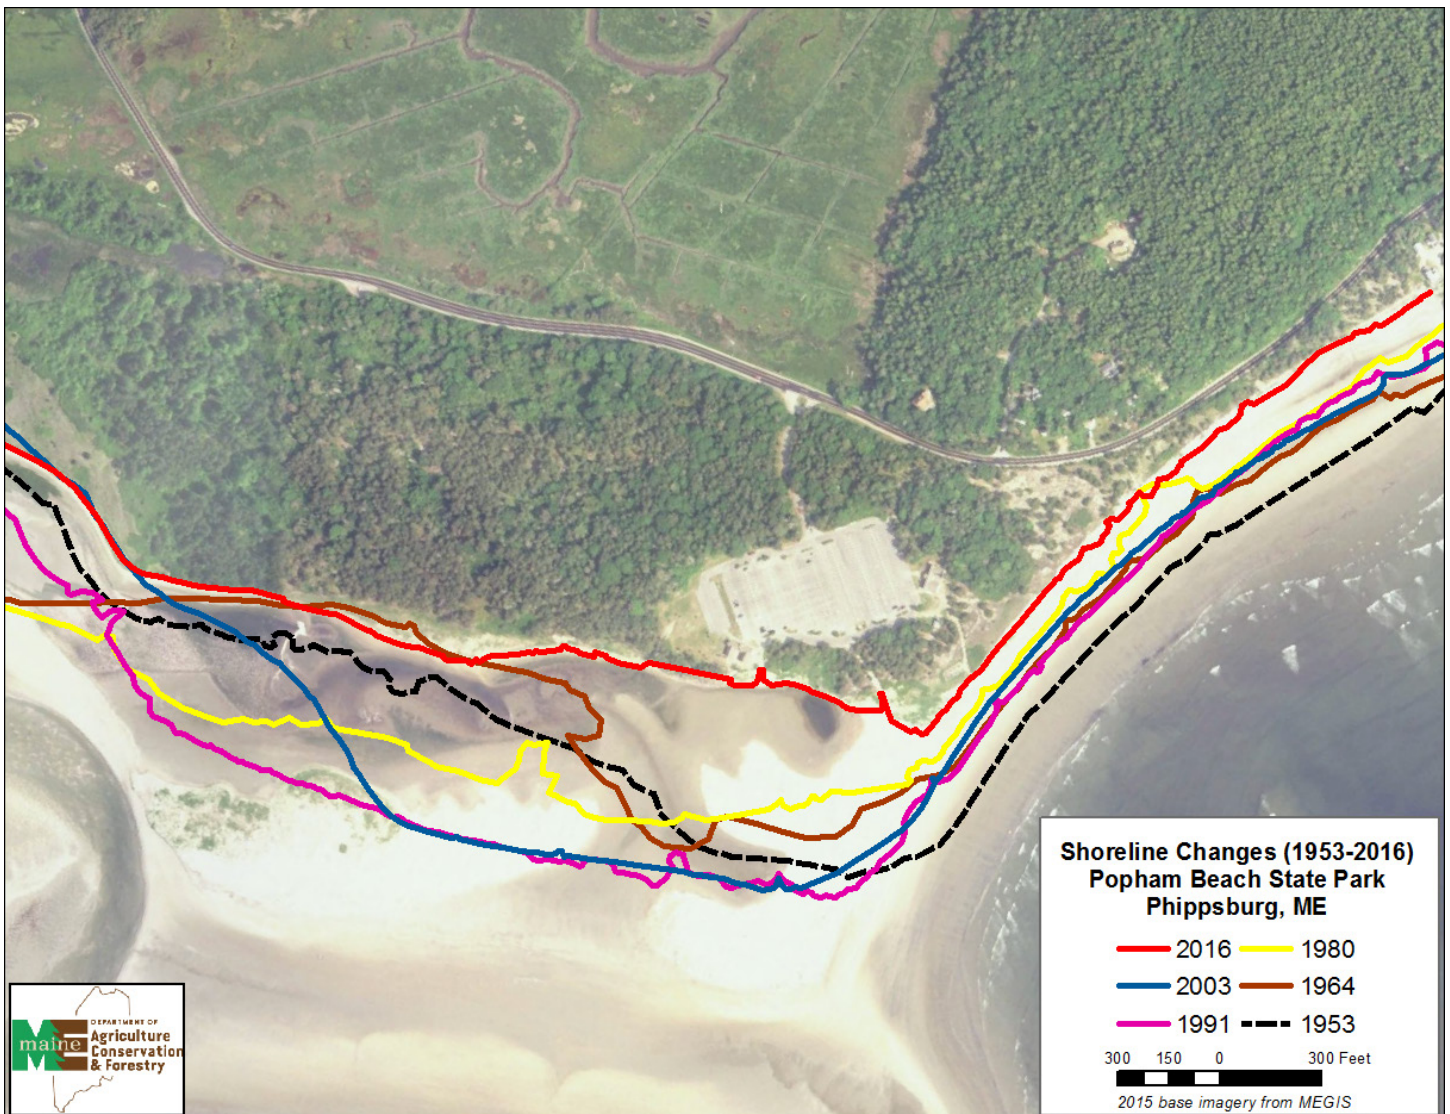 Shoreline Changes (1953-2016)
Popham Beach State Park
Phippsburg, ME
2016 1980
2003 1964
1991 1953
300 150 0 300 Feet
2015 base imagery from MEGIS
maine
DEPARTMENT OF
Agriculture
Conservation
& Forestry